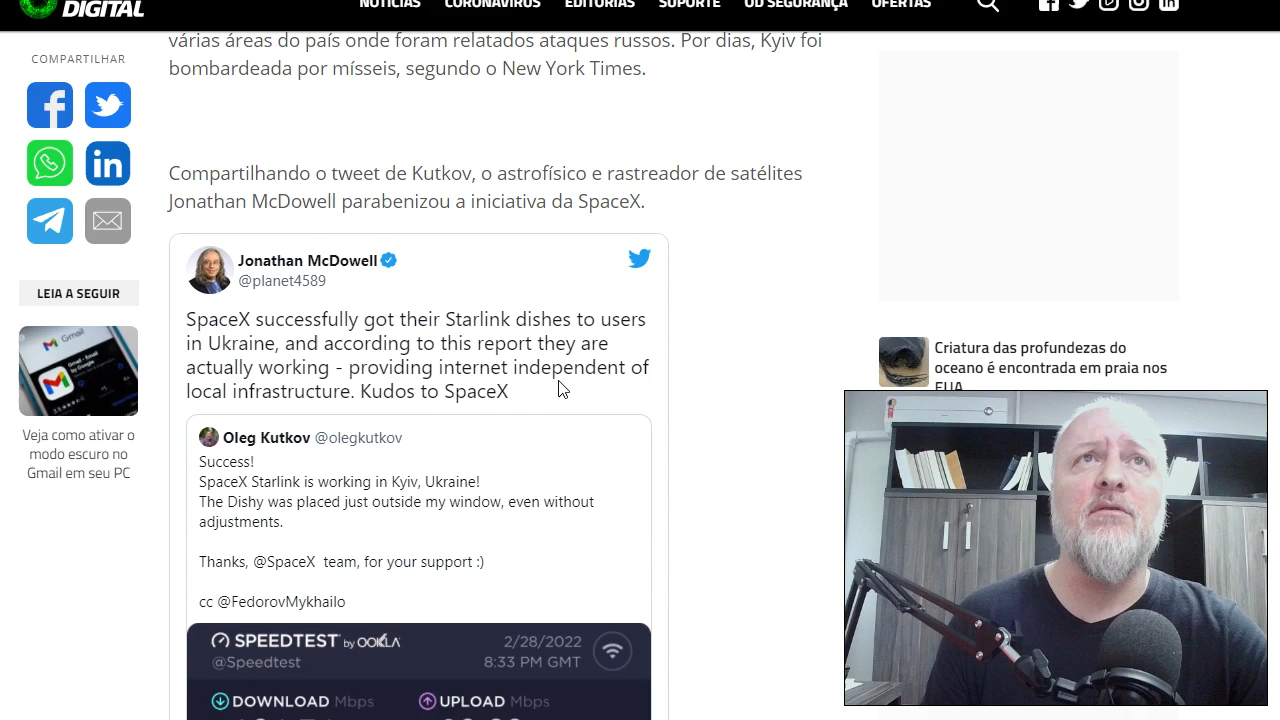 DIGITAL
NOTÍCIAS CORONAVÍRUS EDITORIAS SUPORTE OD SEGURANÇA OFERTAS
várias áreas do país onde foram relatados ataques russos. Por dias, Kyiv foi
bombardeada por mísseis, segundo o New York Times.
COMPARTILHAR
Compartilhando o tweet de Kutkov, o astrofísico e rastreador de satélites
Jonathan McDowell parabenizou a iniciativa da SpaceX.
Jonathan McDowell
@planet4589
SpaceX successfully got their Starlink dishes to users
in Ukraine, and according to this report they are
actually working - providing internet independent of
local infrastructure. Kudos to SpaceX
Oleg Kutkov @olegkutkov
Success!
SpaceX Starlink is working in Kyiv, Ukraine!
The Dishy was placed just outside my window, even without
adjustments.
Thanks, @SpaceX team, for your support :)
cc @FedorovMykhailo
SPEEDTEST by OOKLA
@Speedtest
2/28/2022
8:33 PM GMT
DOWNLOAD Mbps
UPLOAD Mbps
LEIA A SEGUIR
Gmail
Veja como ativar o
modo escuro no
Gmail em seu PC
Criatura das profundezas do
oceano é encontrada em praia nos
EUA